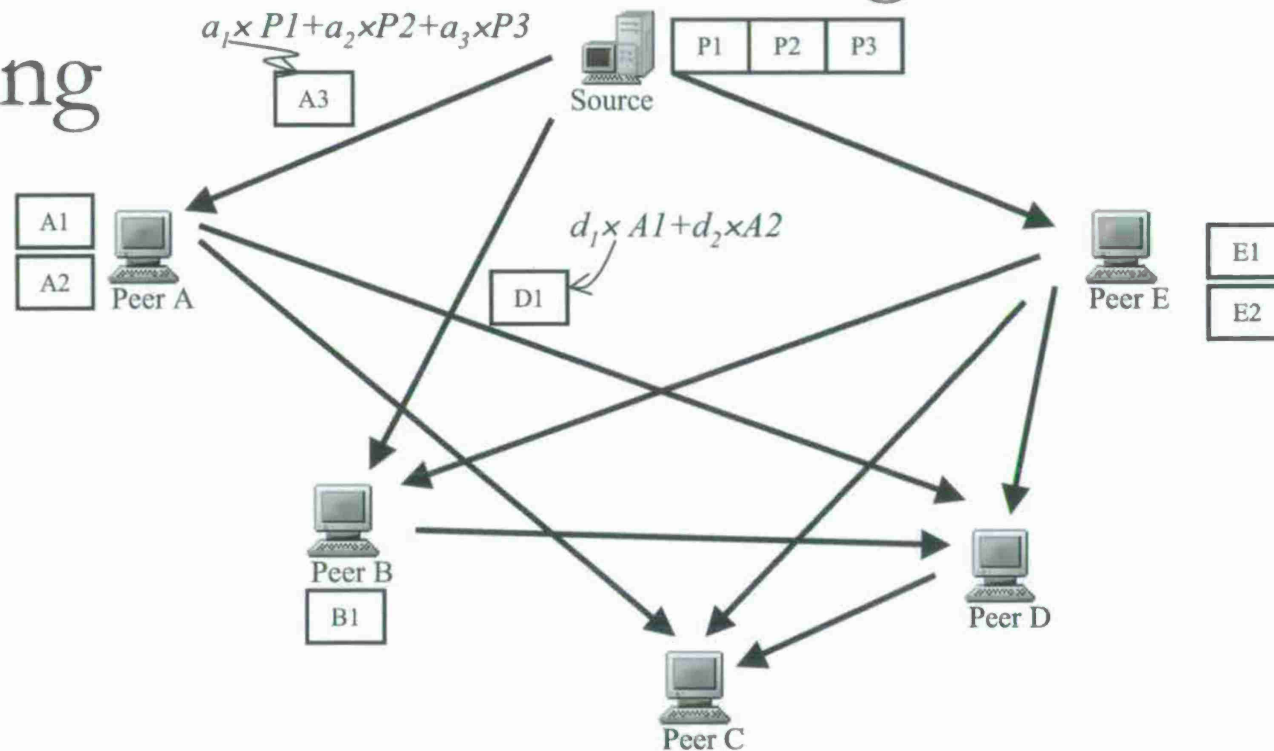 ng
a₁× P1+a₂×P2+a₃×P3
A3
Source
P1 P2 P3
A1
A2
Peer A
d₁× A1+d₂×A2
D1
Peer E
E1
E2
Peer B
B1
Peer D
Peer C